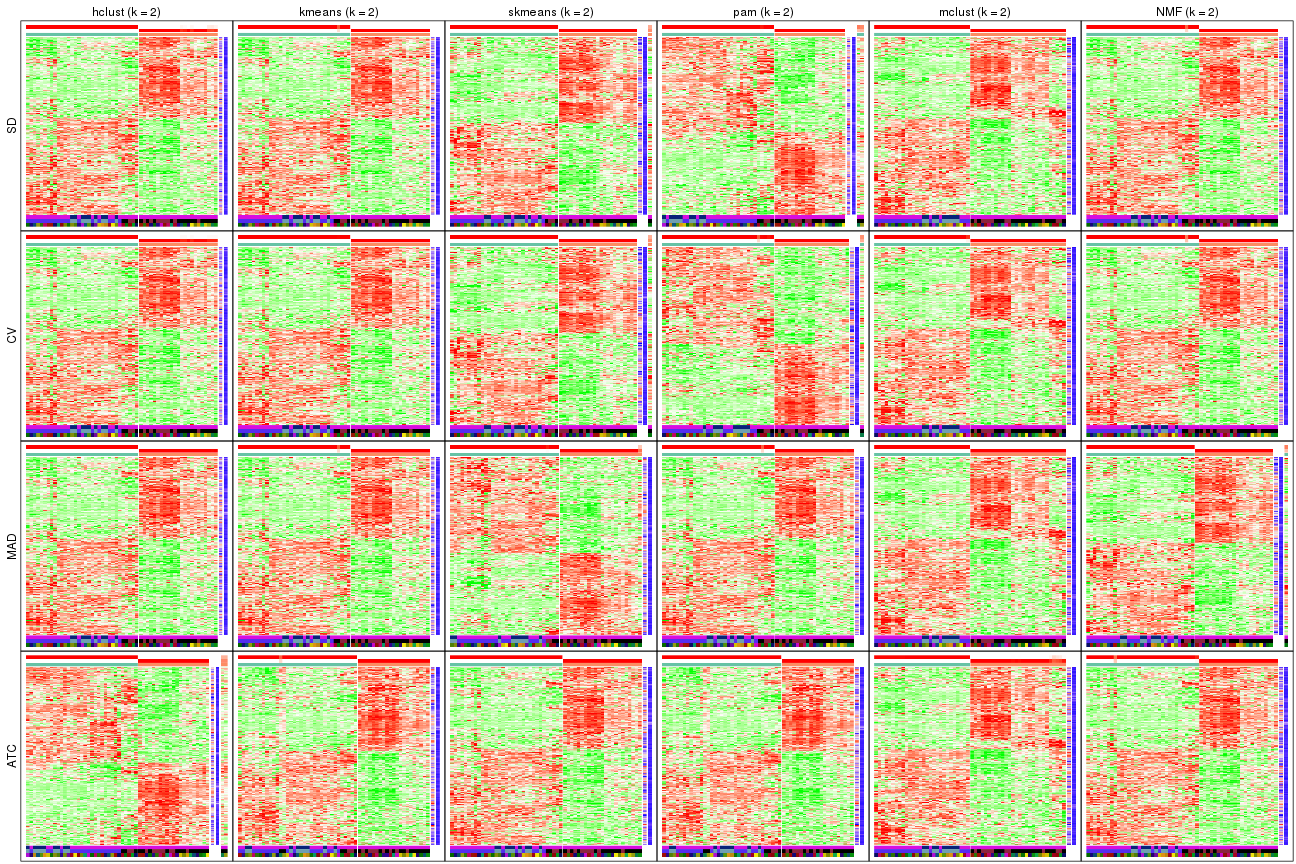 hclust (k = 2) kmeans (k = 2) skmeans (k = 2) pam (k = 2) mclust (k = 2) NMF (k = 2)
SD
CV
MAD
ATC